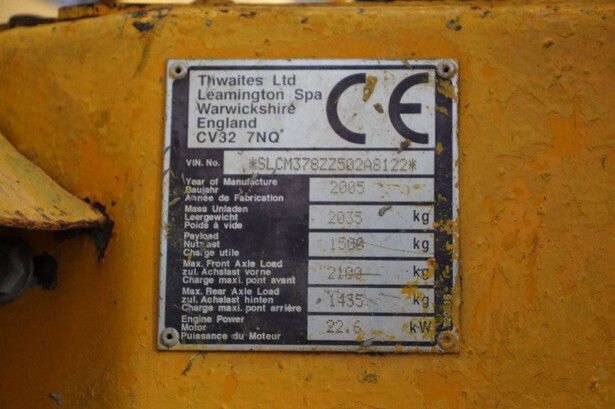 Thwaites Ltd
Leamington Spa
Warwickshire
England
CV32 7NQ
CE
VIN. No. *SLCM378ZZ502A8122*
Year of Manufacture
Baujahr 2005
Année de Fabrication
Mass Unladen
Leergewicht 2035 kg
Poids à vide
Payload
Nutzlast 1500 kg
Charge utile
Max. Front Axle Load
zul. Achslast vorne 2100 kg
Charge maxi. pont avant
Max. Rear Axle Load
zul. Achslast hinten 1435 kg
Charge maxi. pont arrière
Engine Power
Motor 22.6 kW
Puissance du Moteur